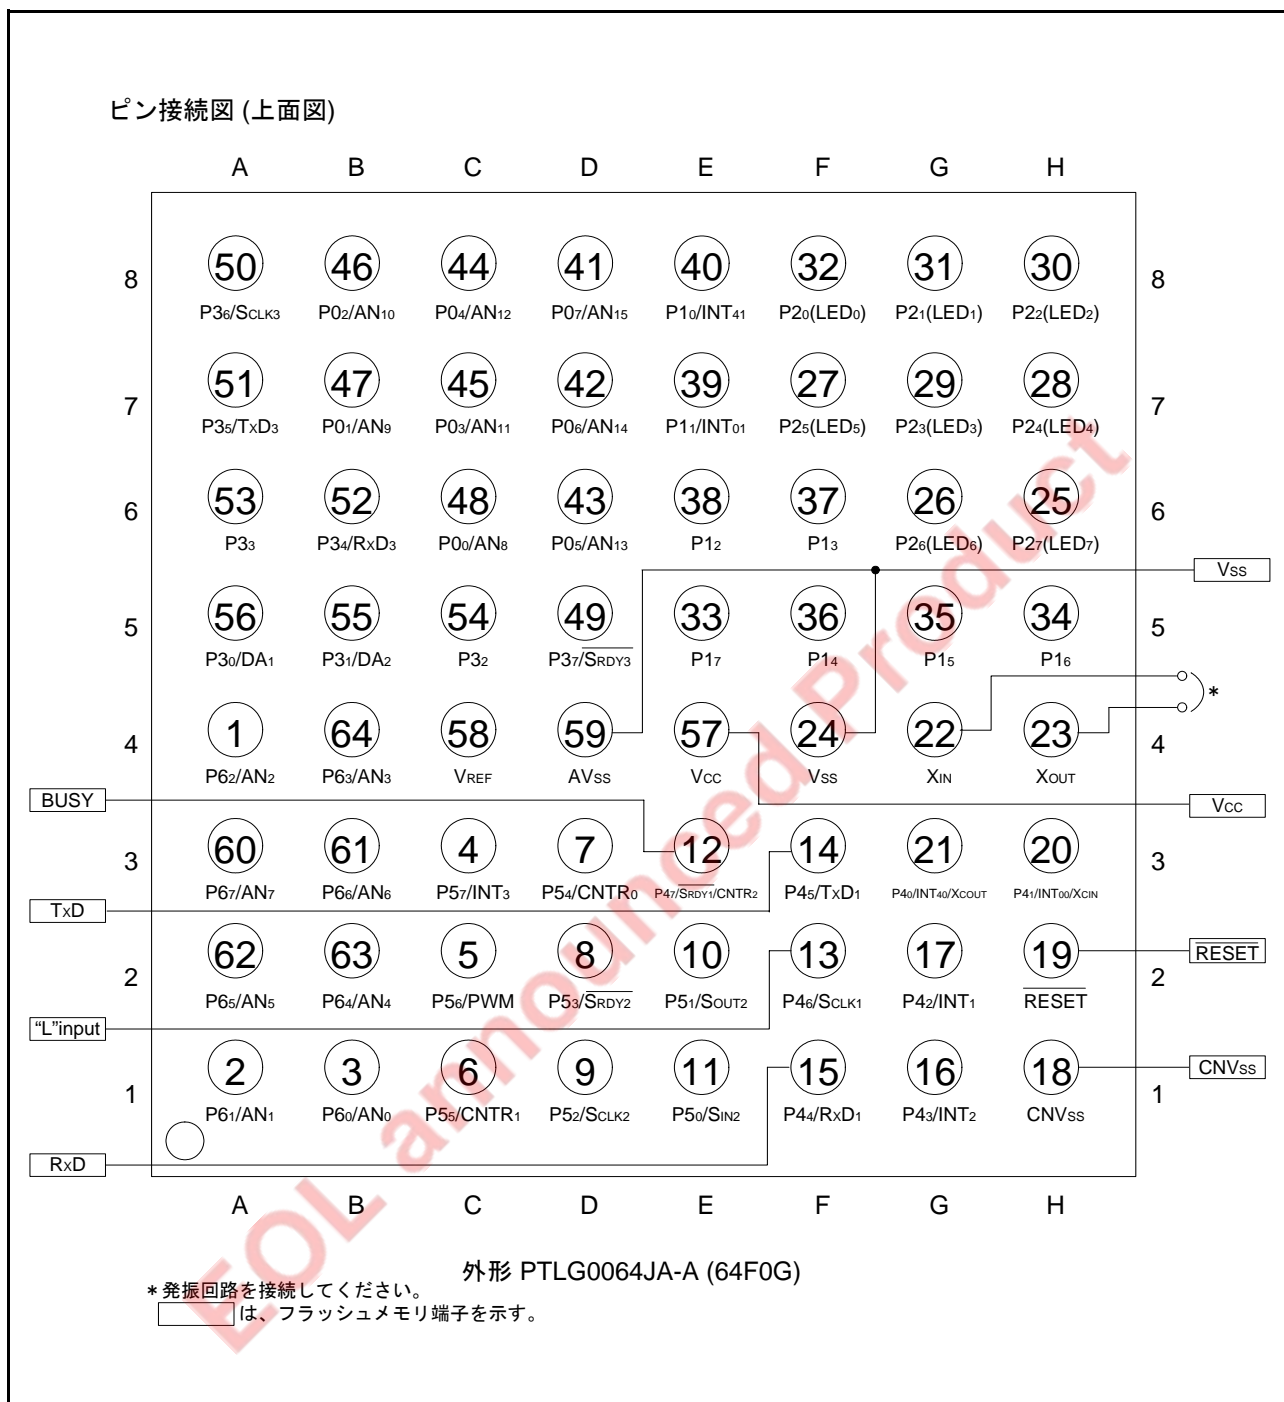 ピン接続図 (上面図)
A B C D E F G H
8 50 46 44 41 40 32 31 30 8
P36/SCLK3 P02/AN10 P04/AN12 P07/AN15 P10/INT41 P20(LED0) P21(LED1) P22(LED2)
7 51 47 45 42 39 27 29 28 7
P35/TxD3 P01/AN9 P03/AN11 P06/AN14 P11/INT01 P25(LED5) P23(LED3) P24(LED4)
6 53 52 48 43 38 37 26 25 6
P33 P34/RxD3 P00/AN8 P05/AN13 P12 P13 P26(LED6) P27(LED7)
Vss
5 56 55 54 49 33 36 35 34 5
P30/DA1 P31/DA2 P32 P37/SRDY3 P17 P14 P15 P16
*
4 1 64 58 59 57 24 22 23 4
P62/AN2 P63/AN3 VREF AVSS VCC VSS XIN XOUT
BUSY
Vcc
3 60 61 4 7 12 14 21 20 3
P67/AN7 P66/AN6 P57/INT3 P54/CNTR0 P47/SRDY1/CNTR2 P45/TxD1 P40/INT40/XCOUT P41/INT00/XCIN
TxD
2 62 63 5 8 10 13 17 19 2
RESET
P65/AN5 P64/AN4 P56/PWM P53/SRDY2 P51/SOUT2 P46/SCLK1 P42/INT1 RESET
“L”input
1 2 3 6 9 11 15 16 18 1
CNVss
P61/AN1 P60/AN0 P55/CNTR1 P52/SCLK2 P50/SIN2 P44/RxD1 P43/INT2 CNVSS
RxD
A B C D E F G H
外形 PTLG0064JA-A (64F0G)
*発振回路を接続してください。
は、フラッシュメモリ端子を示す。
EOL announced Product